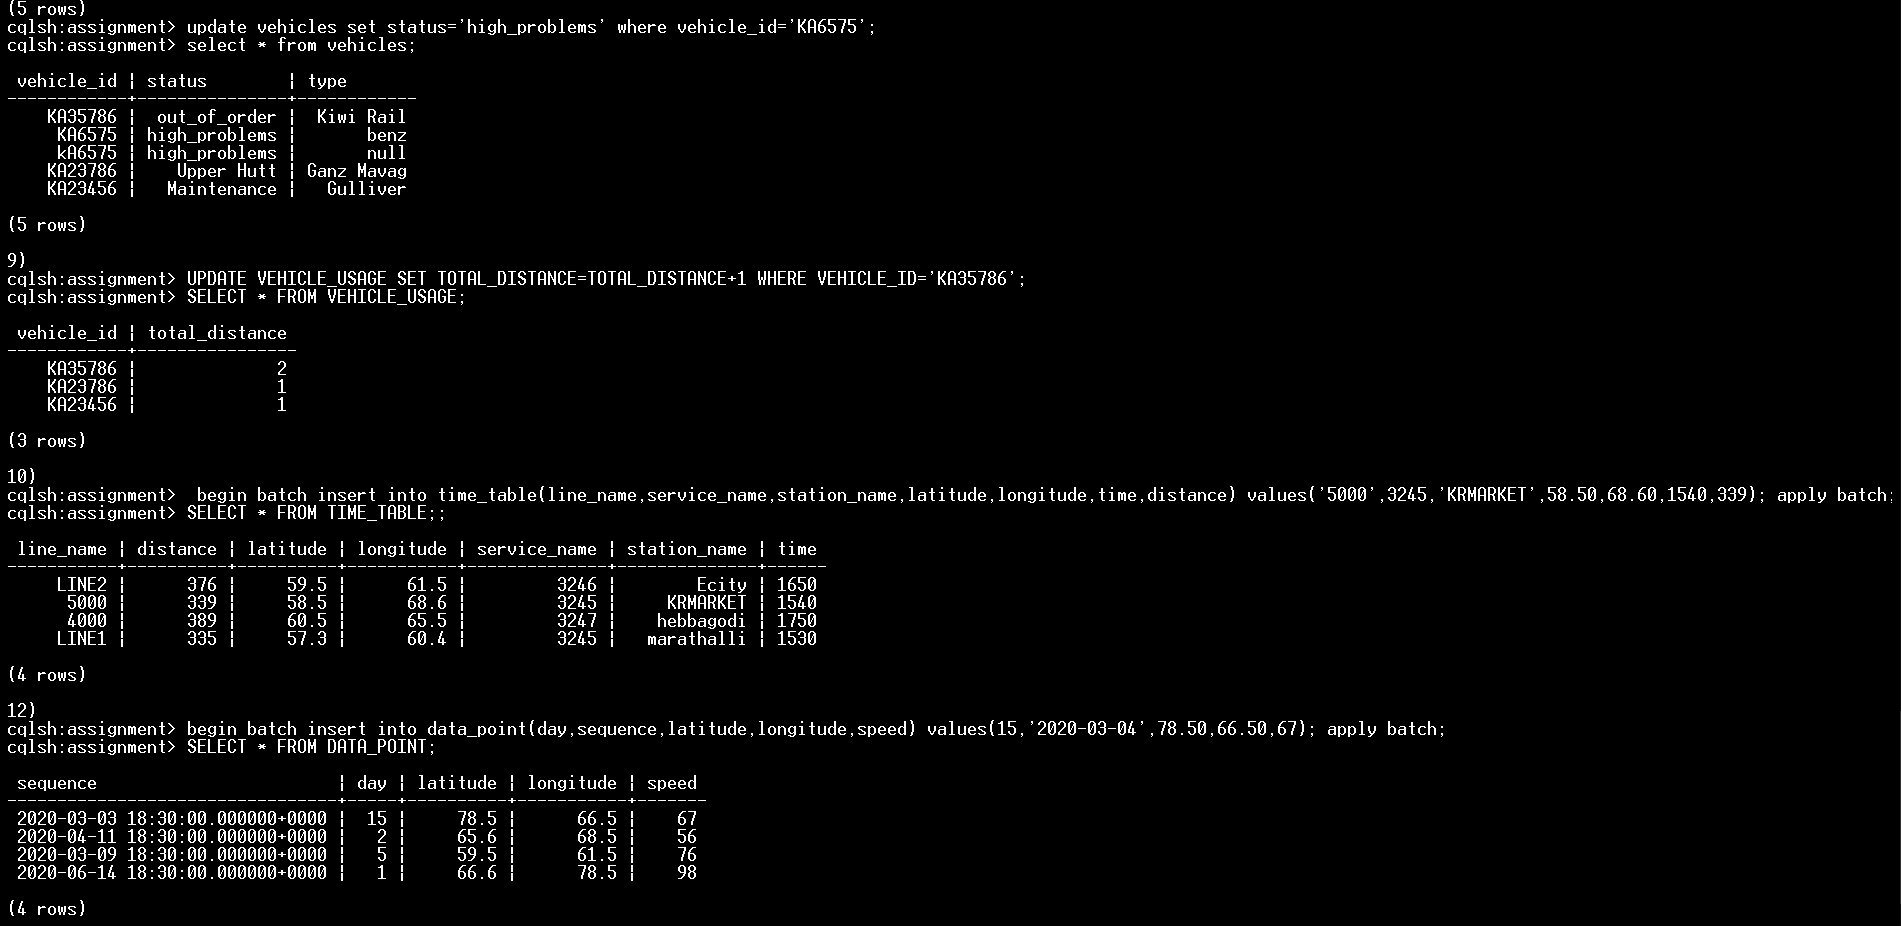 (5 rows)
cqlsh:assignment> update vehicles set status='high_problems' where vehicle_id='KA6575';
cqlsh:assignment> select * from vehicles;

 vehicle_id | status        | type
------------+---------------+------------
    KA35786 |  out_of_order |  Kiwi Rail
     KA6575 | high_problems |       benz
     kA6575 | high_problems |       null
    KA23786 |    Upper Hutt | Ganz Mavag
    KA23456 |   Maintenance |   Gulliver

(5 rows)

9)
cqlsh:assignment> UPDATE VEHICLE_USAGE SET TOTAL_DISTANCE=TOTAL_DISTANCE+1 WHERE VEHICLE_ID='KA35786';
cqlsh:assignment> SELECT * FROM VEHICLE_USAGE;

 vehicle_id | total_distance
------------+----------------
    KA35786 |              2
    KA23786 |              1
    KA23456 |              1

(3 rows)

10)
cqlsh:assignment>  begin batch insert into time_table(line_name,service_name,station_name,latitude,longitude,time,distance) values('5000',3245,'KRMARKET',58.50,68.60,1540,339); apply batch;
cqlsh:assignment> SELECT * FROM TIME_TABLE;;

 line_name | distance | latitude | longitude | service_name | station_name | time
-----------+----------+----------+-----------+--------------+--------------+------
     LINE2 |      376 |     59.5 |      61.5 |         3246 |        Ecity | 1650
      5000 |      339 |     58.5 |      68.6 |         3245 |     KRMARKET | 1540
      4000 |      389 |     60.5 |      65.5 |         3247 |    hebbagodi | 1750
     LINE1 |      335 |     57.3 |      60.4 |         3245 |   marathalli | 1530

(4 rows)

12)
cqlsh:assignment> begin batch insert into data_point(day,sequence,latitude,longitude,speed) values(15,'2020-03-04',78.50,66.50,67); apply batch;
cqlsh:assignment> SELECT * FROM DATA_POINT;

 sequence                        | day | latitude | longitude | speed
---------------------------------+-----+----------+-----------+-------
 2020-03-03 18:30:00.000000+0000 |  15 |     78.5 |      66.5 |    67
 2020-04-11 18:30:00.000000+0000 |   2 |     65.6 |      68.5 |    56
 2020-03-09 18:30:00.000000+0000 |   5 |     59.5 |      61.5 |    76
 2020-06-14 18:30:00.000000+0000 |   1 |     66.6 |      78.5 |    98

(4 rows)